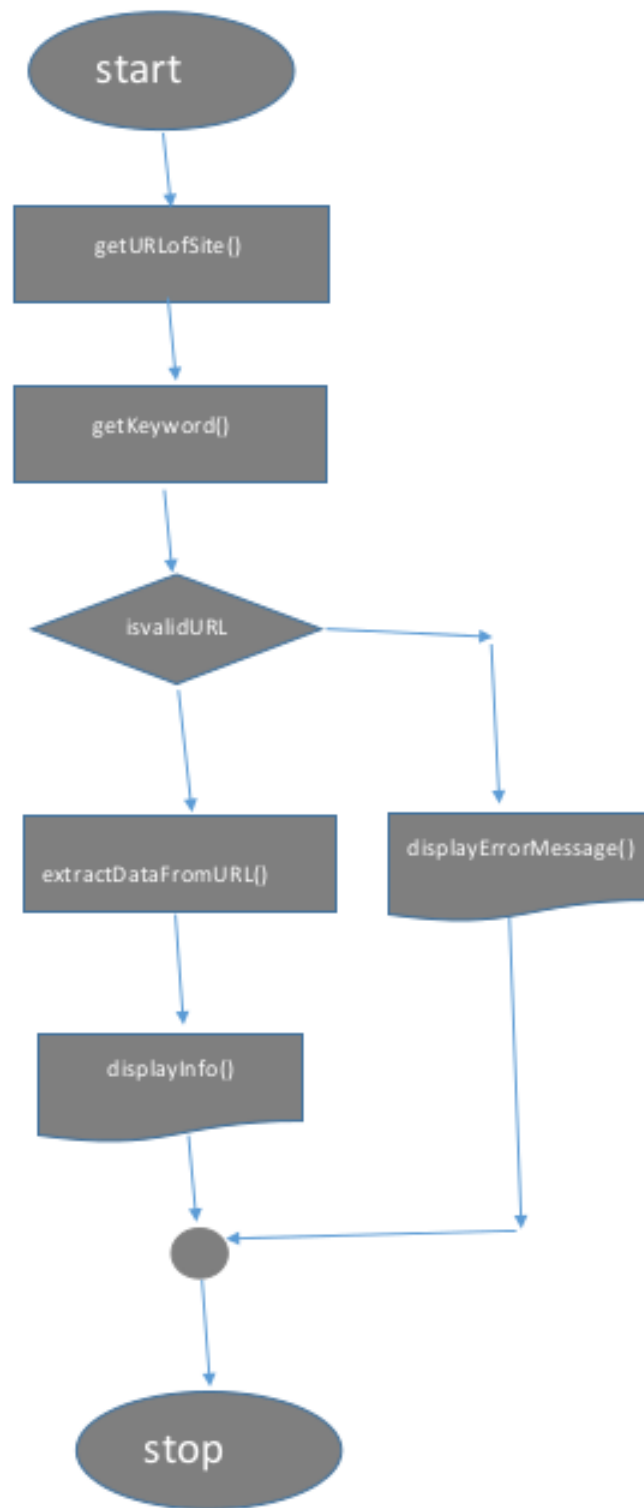 start
getURLofSite()
getKeyword()
isvalidURL
extractDataFromURL()
displayErrorMessage()
displayInfo()
stop